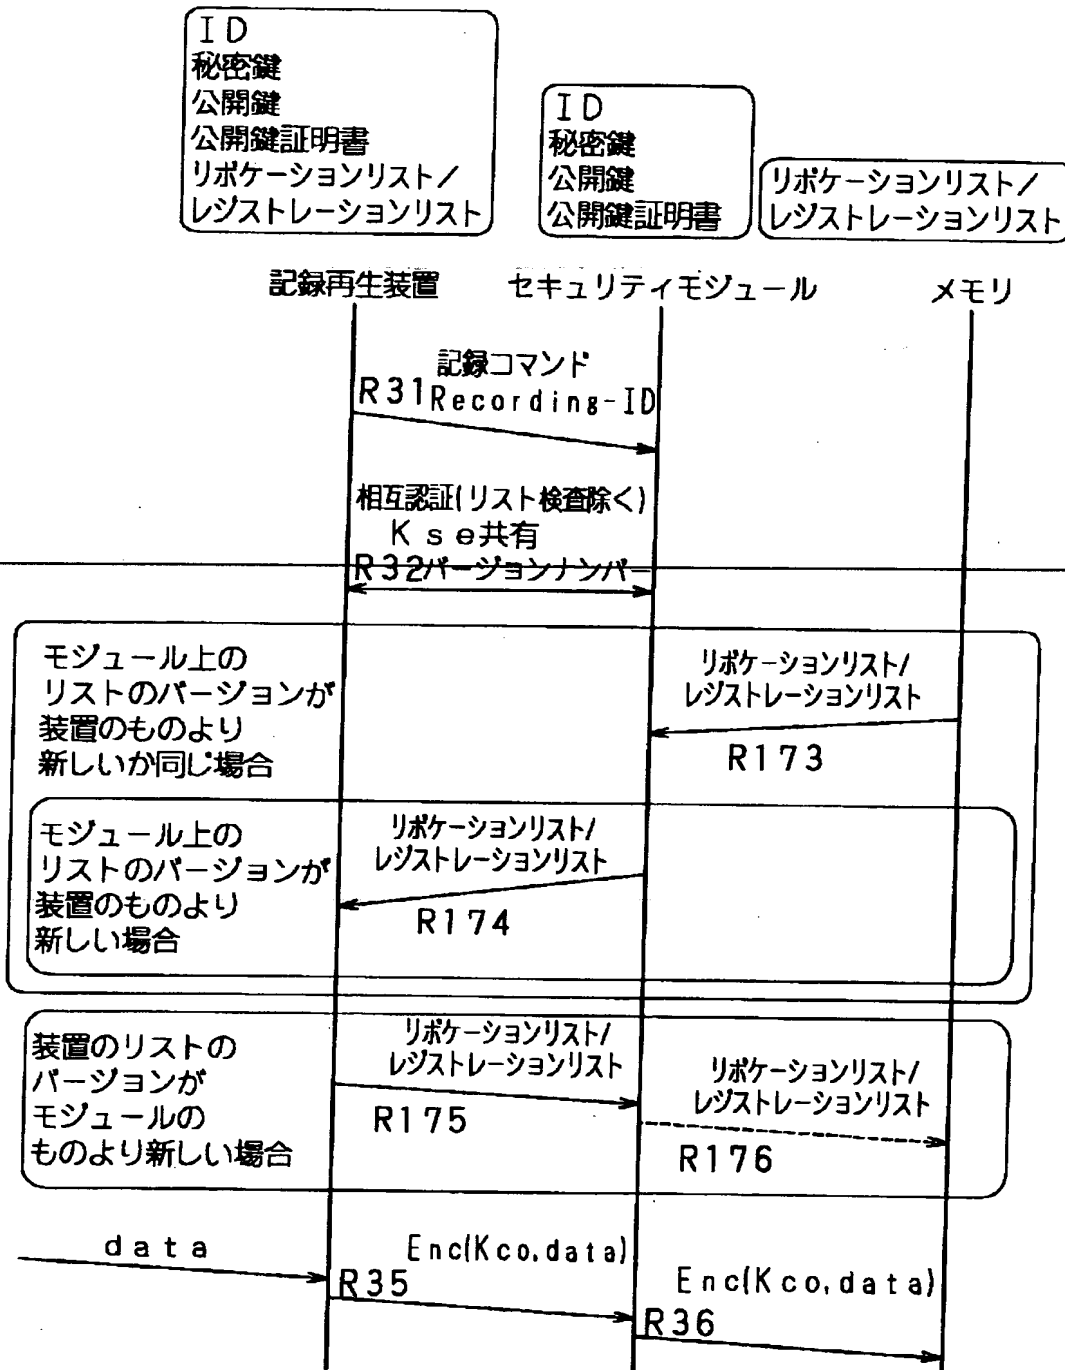 ID
秘密鍵
公開鍵
公開鍵証明書
リボケーションリスト/
レジストレーションリスト
ID
秘密鍵
公開鍵
公開鍵証明書
リボケーションリスト/
レジストレーションリスト
記録再生装置
セキュリティモジュール
メモリ
記録コマンド
R31 Recording-ID
相互認証(リスト検査除く)
Kse共有
R32 バージョンナンバー
モジュール上の
リストのバージョンが
装置のものより
新しいか同じ場合
リボケーションリスト/
レジストレーションリスト
R173
モジュール上の
リストのバージョンが
装置のものより
新しい場合
リボケーションリスト/
レジストレーションリスト
R174
装置のリストの
バージョンが
モジュールの
ものより新しい場合
リボケーションリスト/
レジストレーションリスト
R175
リボケーションリスト/
レジストレーションリスト
R176
data
Enc(Kco,data)
R35
Enc(Kco,data)
R36